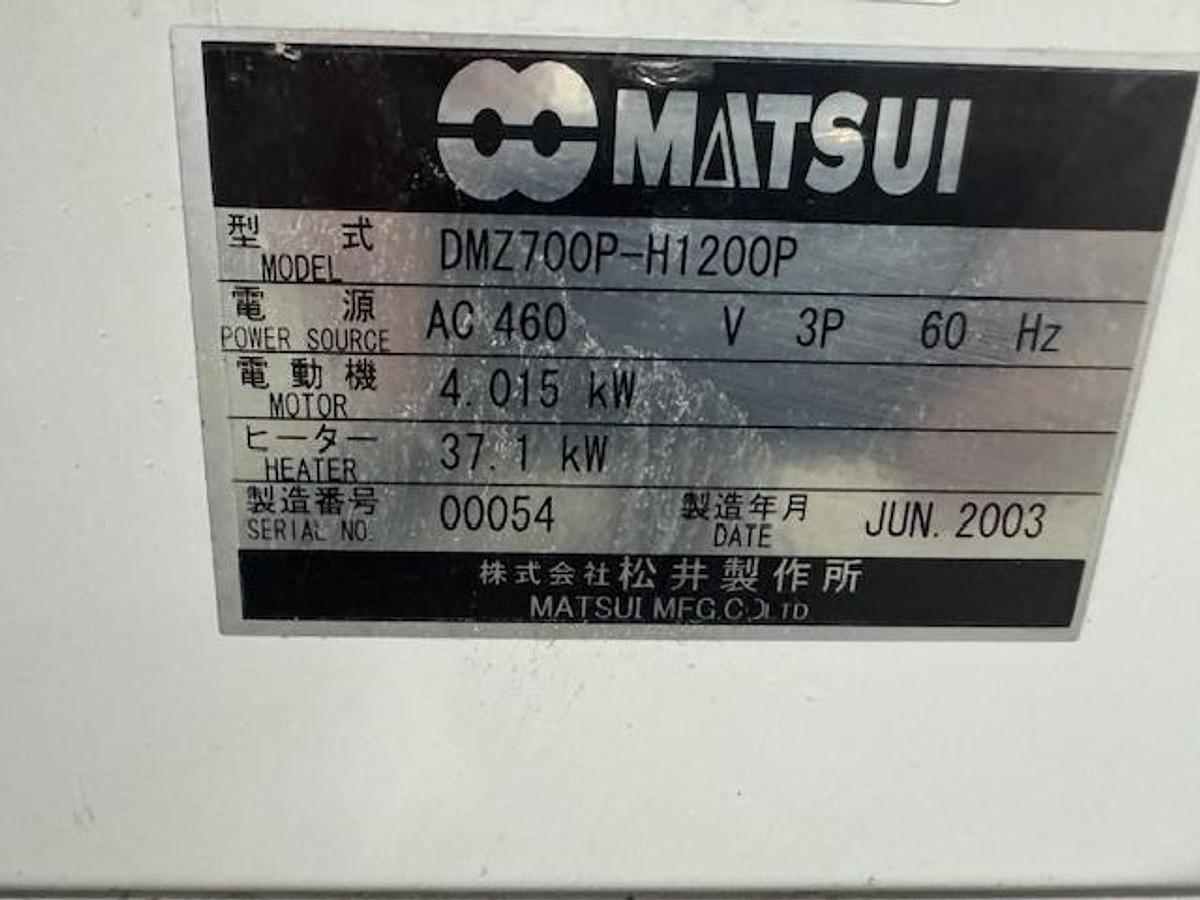 MATSUI
型 式 DMZ700P-H1200P
MODEL
電 源 AC 460 V 3P 60 Hz
POWER SOURCE
電動機 4.015 kW
MOTOR
ヒーター 37.1 kW
HEATER
製造番号 00054 製造年月 JUN. 2003
SERIAL NO. DATE
株式会社 松井製作所
MATSUI MFG.CO.LTD